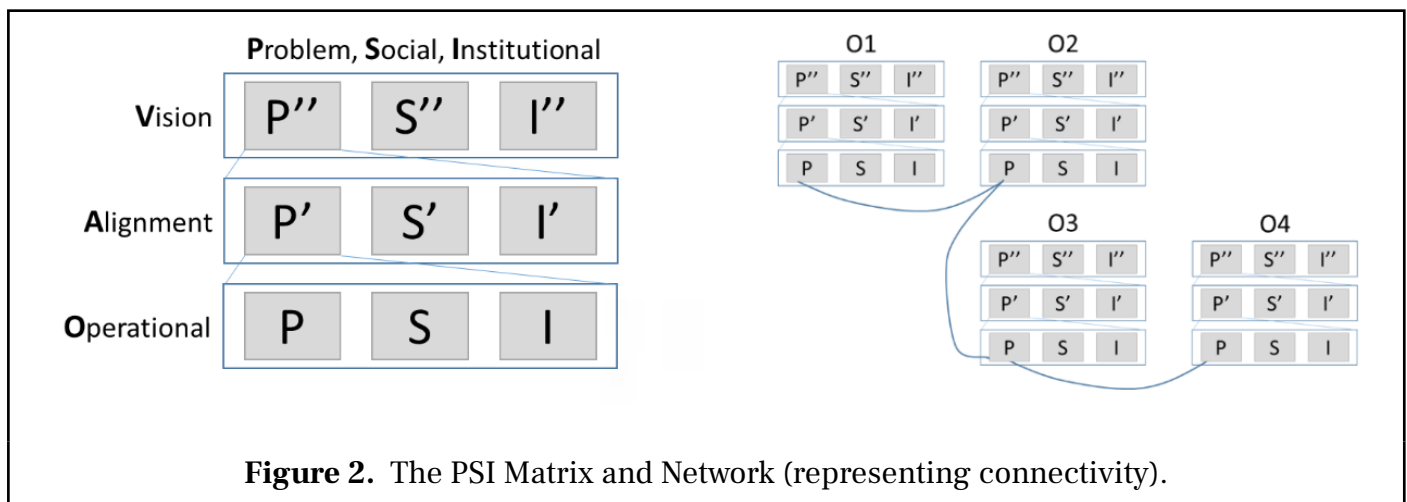 Problem, Social, Institutional
Vision P’’ S’’ I’’
Alignment P’ S’ I’
Operational P S I
O1 O2
P’’ S’’ I’’ P’’ S’’ I’’
P’ S’ I’ P’ S’ I’
P S I P S I
O3 O4
P’’ S’’ I’’ P’’ S’’ I’’
P’ S’ I’ P’ S’ I’
P S I P S I
Figure 2. The PSI Matrix and Network (representing connectivity).